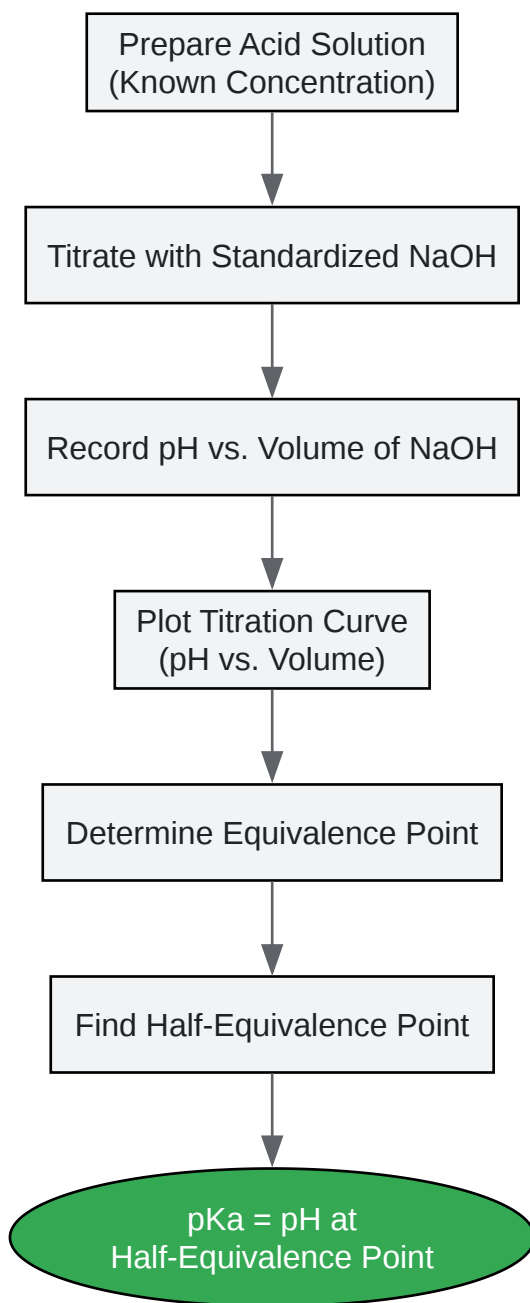 Prepare Acid Solution
(Known Concentration)
Titrate with Standardized NaOH
Record pH vs. Volume of NaOH
Plot Titration Curve
(pH vs. Volume)
Determine Equivalence Point
Find Half-Equivalence Point
pKa = pH at
Half-Equivalence Point